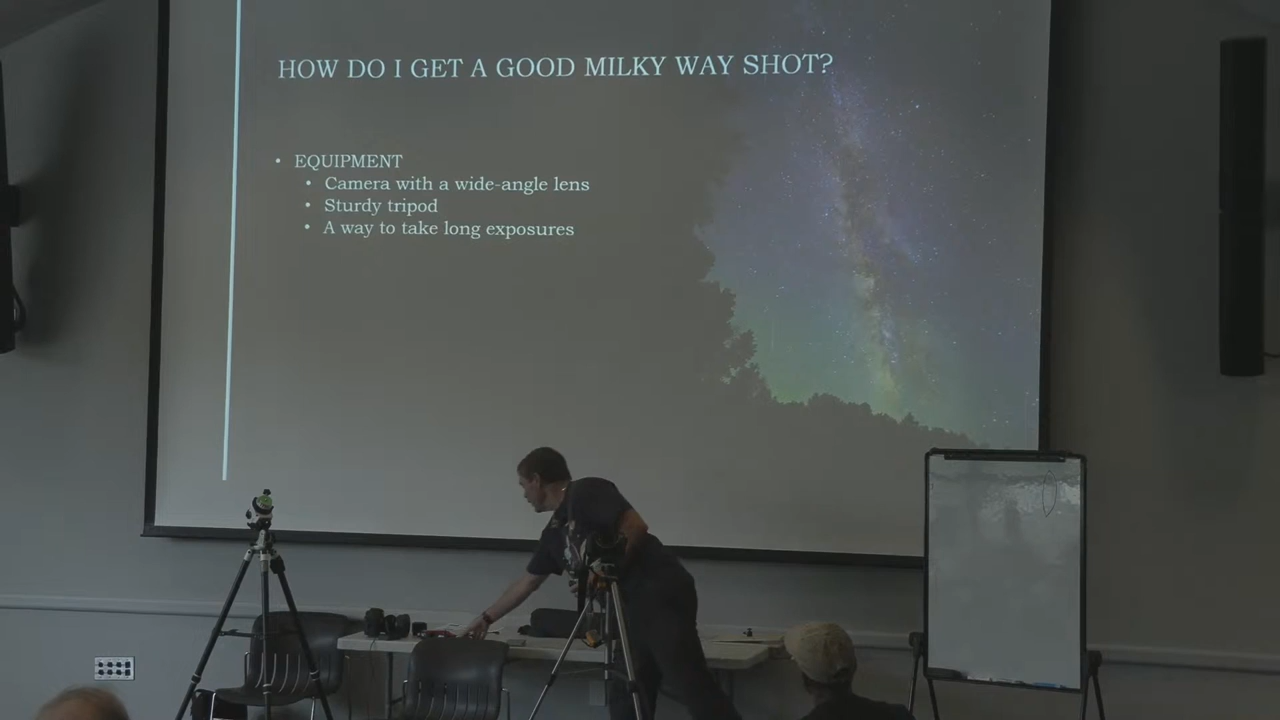 HOW DO I GET A GOOD MILKY WAY SHOT?
• EQUIPMENT
• Camera with a wide-angle lens
• Sturdy tripod
• A way to take long exposures